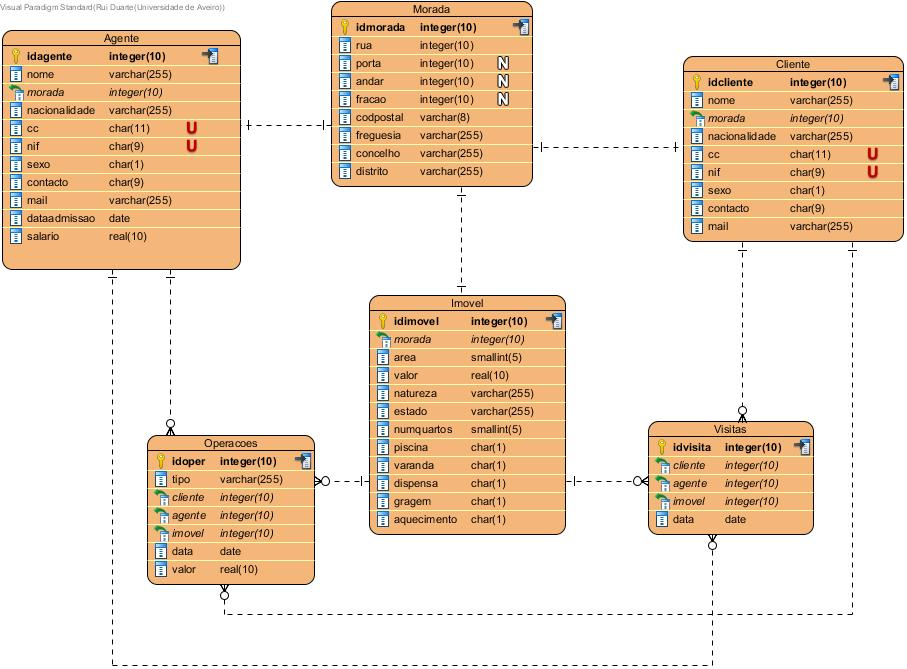 Visual Paradigm Standard(Rui Duarte(Universidade de Aveiro))
Agente
idagente integer(10)
nome varchar(255)
morada integer(10)
nacionalidade varchar(255)
cc char(11) U
nif char(9) U
sexo char(1)
contacto char(9)
mail varchar(255)
dataadmissao date
salario real(10)
Morada
idmorada integer(10)
rua integer(10)
porta integer(10) N
andar integer(10) N
fracao integer(10) N
codpostal varchar(8)
freguesia varchar(255)
concelho varchar(255)
distrito varchar(255)
Cliente
idcliente integer(10)
nome varchar(255)
morada integer(10)
nacionalidade varchar(255)
cc char(11) U
nif char(9) U
sexo char(1)
contacto char(9)
mail varchar(255)
Imovel
idimovel integer(10)
morada integer(10)
area smallint(5)
valor real(10)
natureza varchar(255)
estado varchar(255)
numquartos smallint(5)
piscina char(1)
varanda char(1)
dispensa char(1)
gragem char(1)
aquecimento char(1)
Operacoes
idoper integer(10)
tipo varchar(255)
cliente integer(10)
agente integer(10)
imovel integer(10)
data date
valor real(10)
Visitas
idvisita integer(10)
cliente integer(10)
agente integer(10)
imovel integer(10)
data date